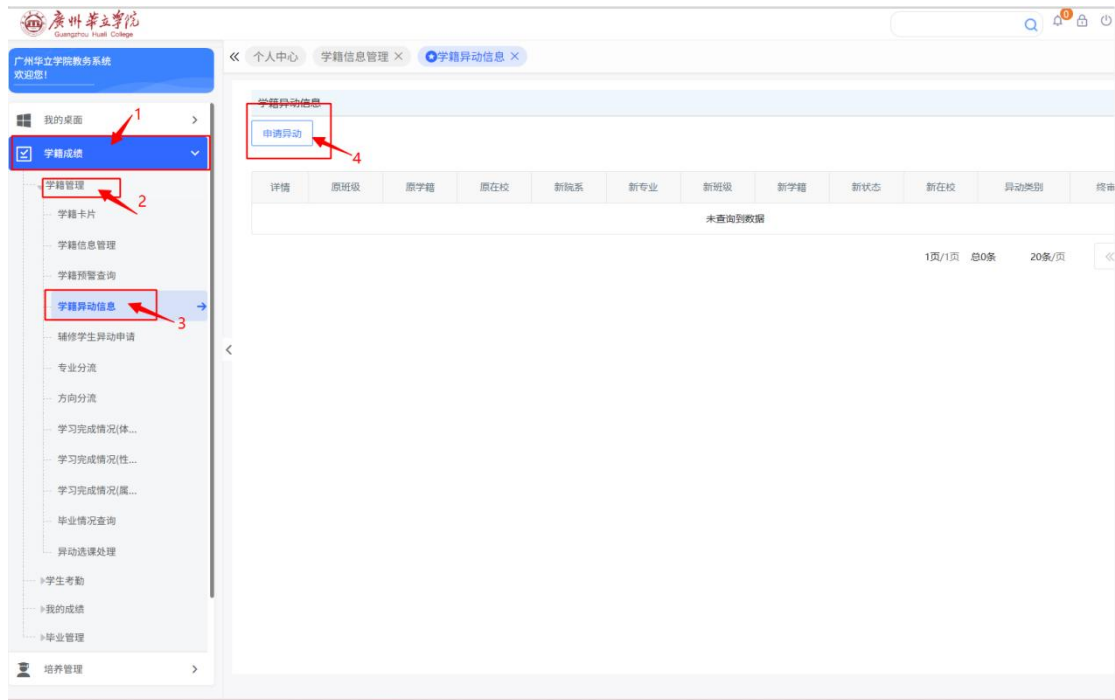 廣州华立学院
Guangzhou Huali College
0
广州华立学院教务系统
欢迎您!
个人中心 学籍信息管理 × 学籍异动信息 ×
我的桌面
1
学籍成绩
学籍管理
2
学籍卡片
学籍信息管理
学籍预警查询
学籍异动信息
3
辅修学生异动申请
专业分流
方向分流
学习完成情况(体...
学习完成情况(性...
学习完成情况(属...
毕业情况查询
异动选课处理
学生考勤
我的成绩
毕业管理
培养管理
学籍异动信息
申请异动
4
详情 原班级 原学籍 原在校 新院系 新专业 新班级 新学籍 新状态 新在校 异动类别 终审
未查询到数据
1页/1页 总0条 20条/页